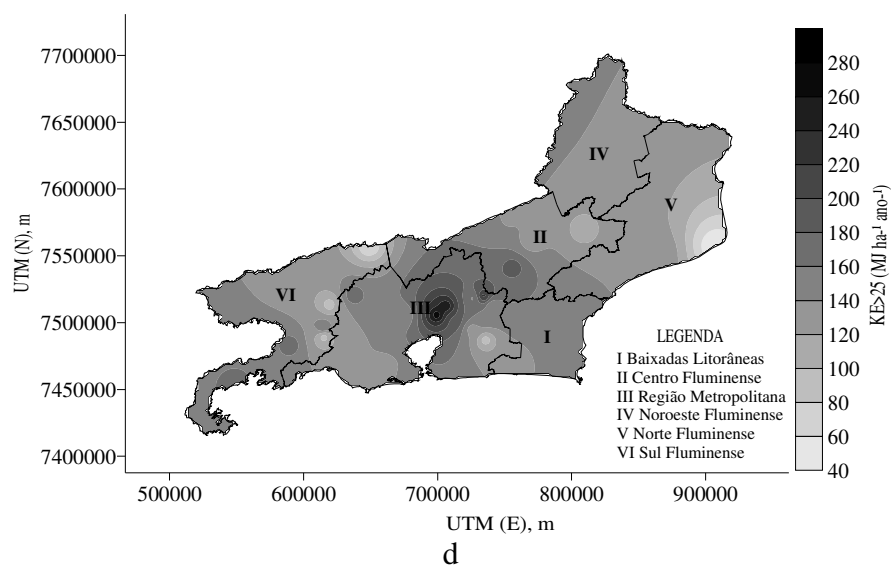 7700000
7650000
7600000
7550000
7500000
7450000
7400000
UTM (N), m
IV
V
II
VI
III
I
LEGENDA
I Baixadas Litorâneas
II Centro Fluminense
III Região Metropolitana
IV Noroeste Fluminense
V Norte Fluminense
VI Sul Fluminense
280
260
240
220
200
180
160
140
120
100
80
60
40
KE>25 (MJ ha-¹ ano-¹)
500000 600000 700000 800000 900000
UTM (E), m
d